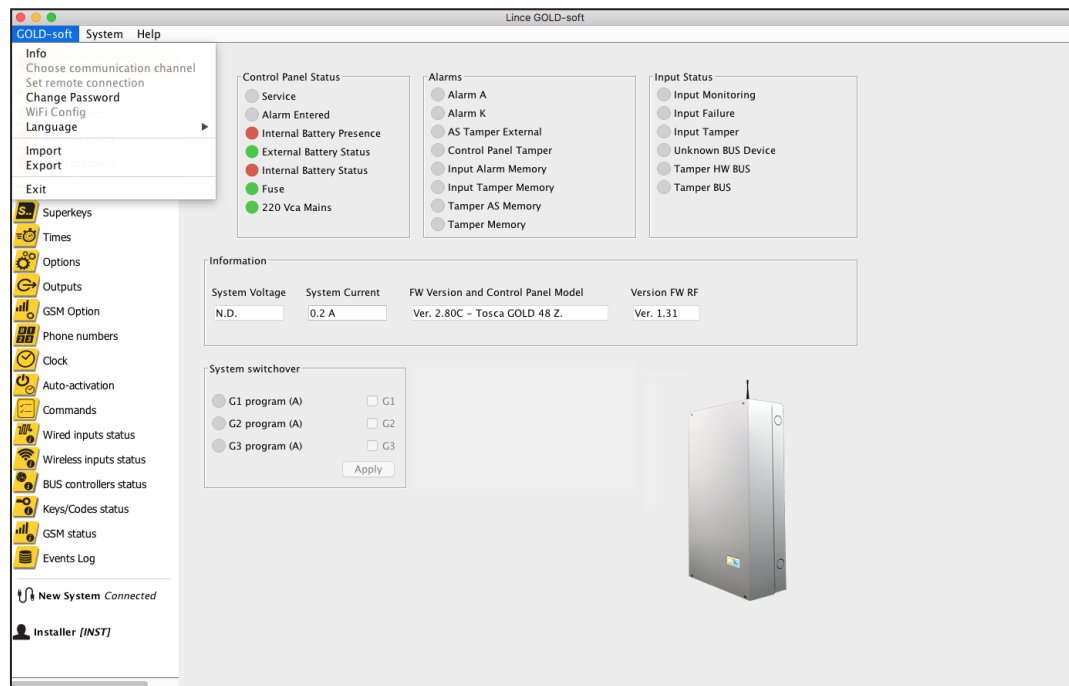 Lince GOLD-soft
GOLD-soft System Help
Info
Choose communication channel
Set remote connection
Change Password
WiFi Config
Language
Import
Export
Exit
Superkeys
Times
Options
Outputs
GSM Option
Phone numbers
Clock
Auto-activation
Commands
Wired inputs status
Wireless inputs status
BUS controllers status
Keys/Codes status
GSM status
Events Log
New System Connected
Installer [INST]
Control Panel Status
Service
Alarm Entered
Internal Battery Presence
External Battery Status
Internal Battery Status
Fuse
220 Vca Mains
Alarms
Alarm A
Alarm K
AS Tamper External
Control Panel Tamper
Input Alarm Memory
Input Tamper Memory
Tamper AS Memory
Tamper Memory
Input Status
Input Monitoring
Input Failure
Input Tamper
Unknown BUS Device
Tamper HW BUS
Tamper BUS
Information
System Voltage System Current FW Version and Control Panel Model Version FW RF
N.D. 0.2 A Ver. 2.80C - Tosca GOLD 48 Z. Ver. 1.31
System switchover
G1 program (A) G1
G2 program (A) G2
G3 program (A) G3
Apply